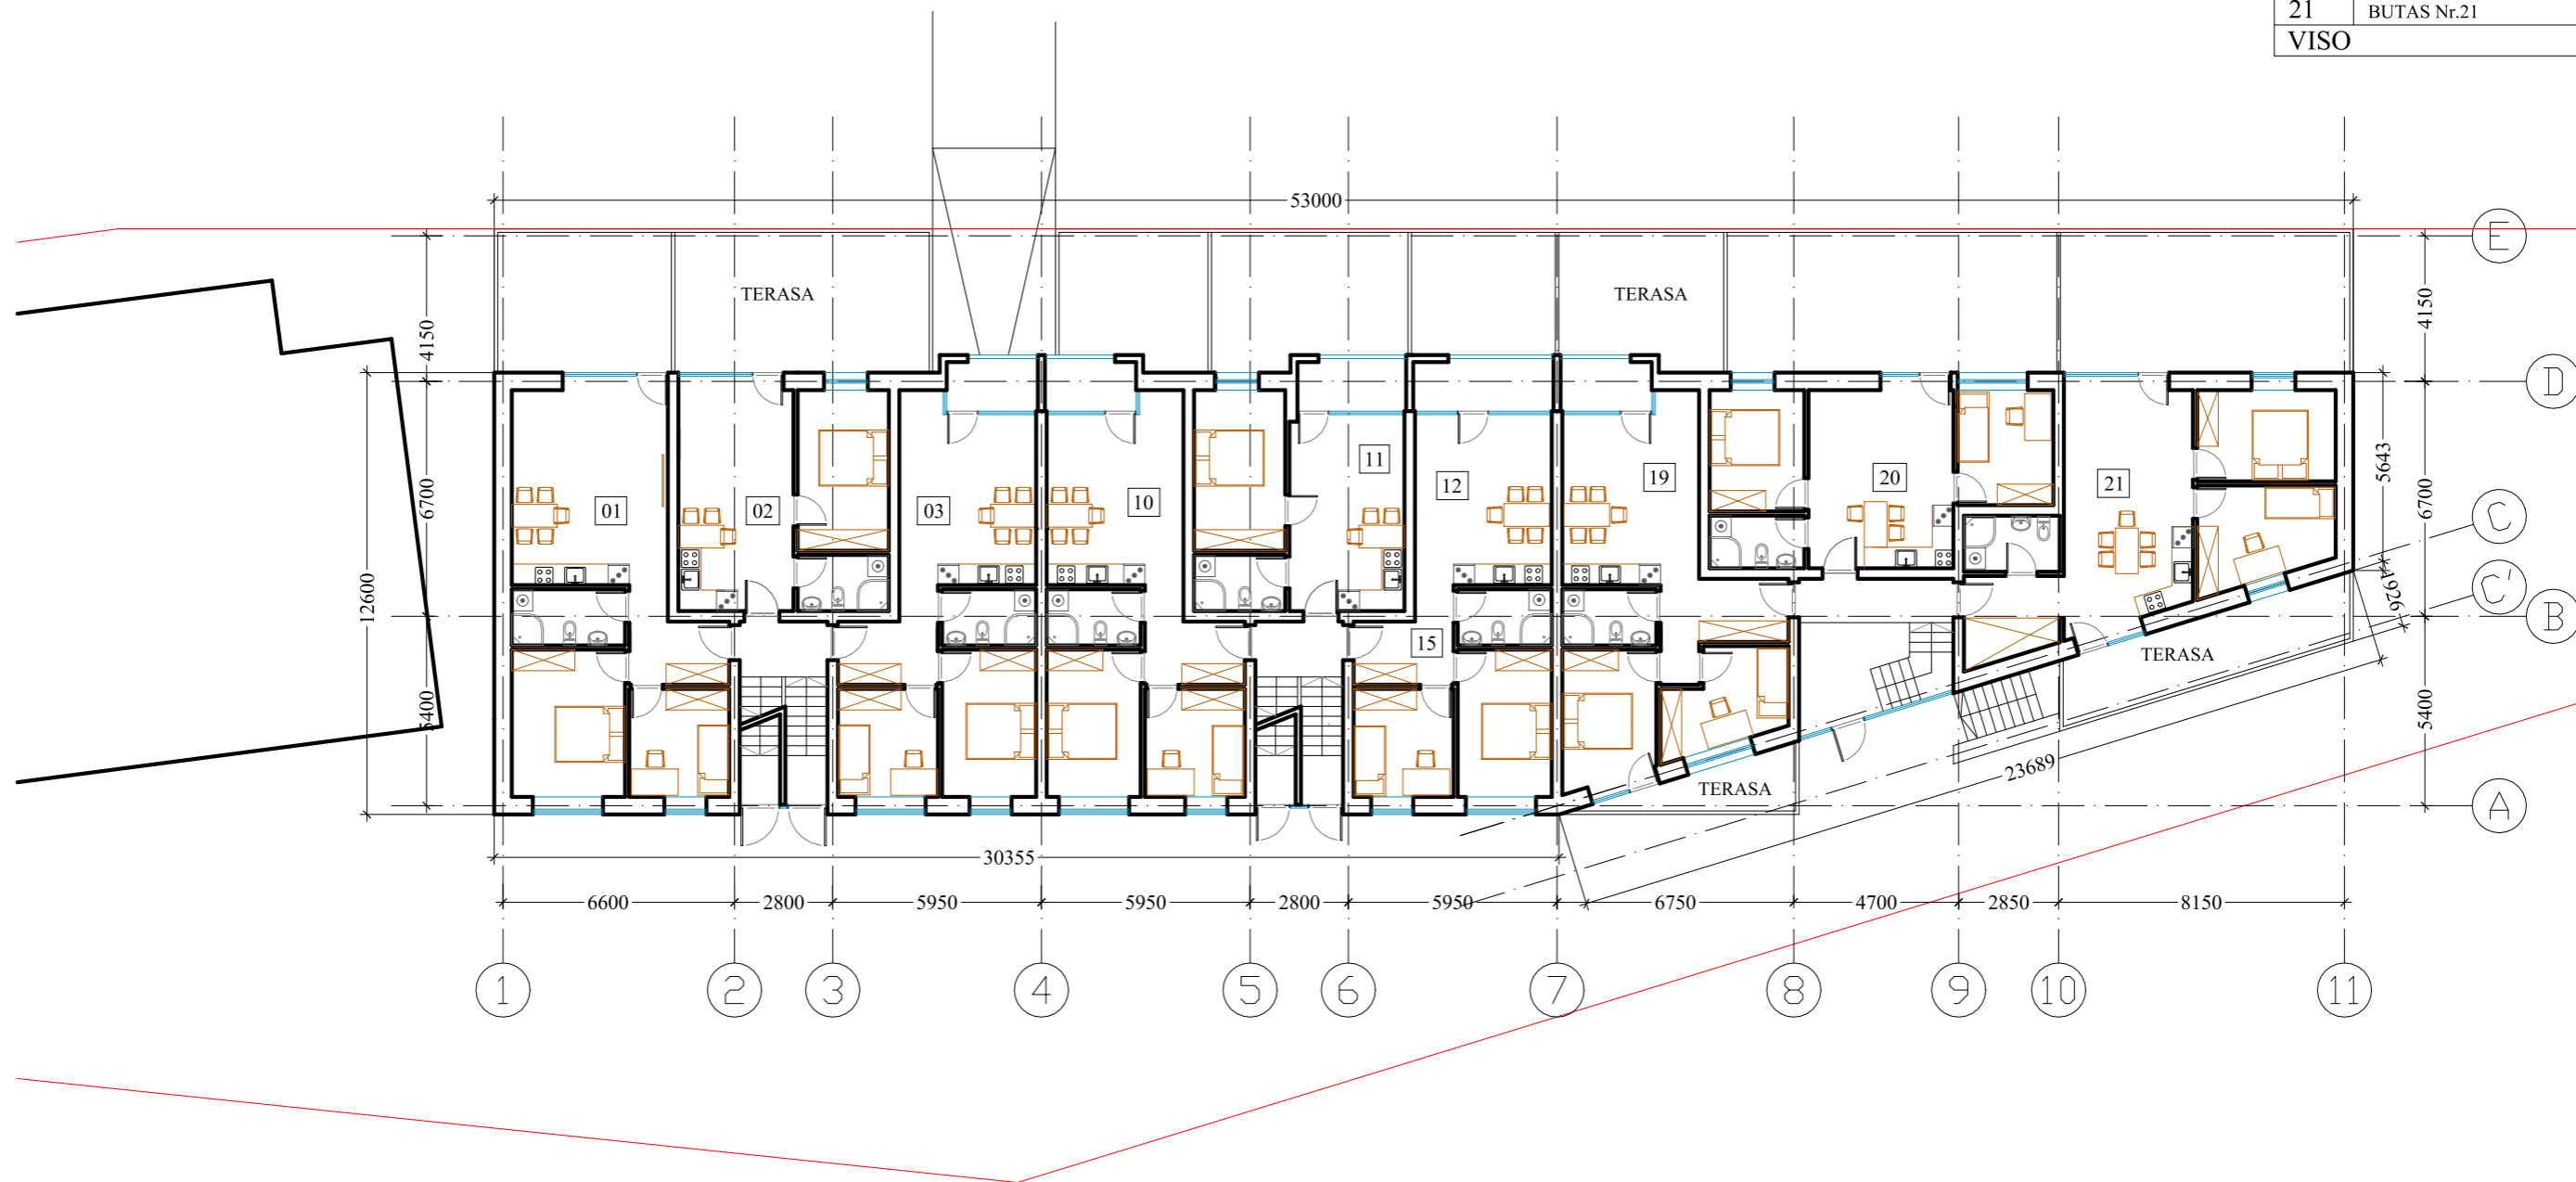 21 BUTAS Nr.21
VISO
53000
E
TERASA TERASA
4150 4150
D
01 02 03 10 11 12 19 20 21
6700 5643 6700
C
C'
12600 1926
B
15
TERASA
5400 5400
23689
TERASA
A
30355
6600 2800 5950 5950 2800 5950 6750 4700 2850 8150
1 2 3 4 5 6 7 8 9 10 11